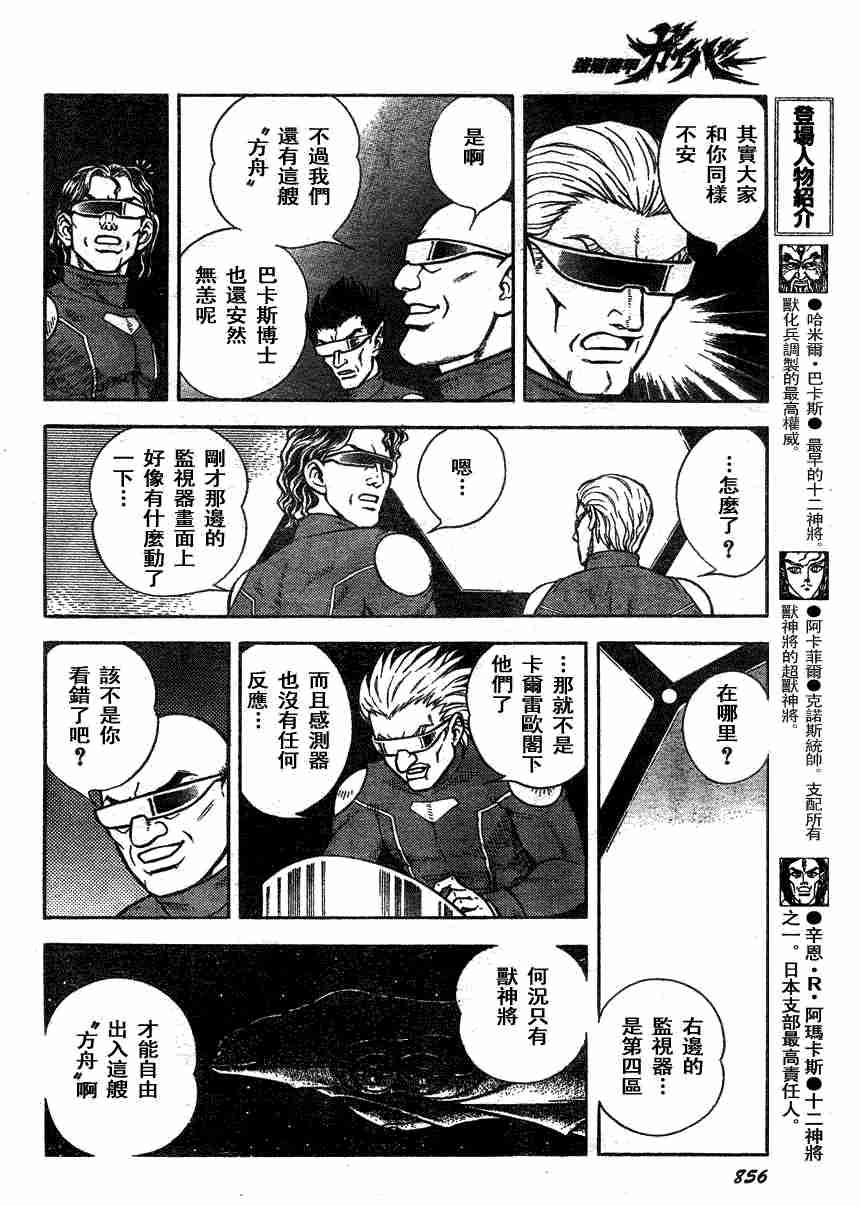 強殖裝甲
ガイバー
登場人物紹介
●哈米爾・巴卡斯● 最早的十二神將。
獸化兵調製的最高權威。
●阿卡菲爾●克諾斯統帥。支配所有
獸神將的超獸神將。
●辛恩・R・阿瑪卡斯●十二神將
之一。日本支部最高責任人。
其實大家
和你同樣
不安
是啊
不過我們
還有這艘
〝方舟〞
巴卡斯博士
也還安然
無恙呢
…怎麼了？
嗯…
剛才那邊的
監視器畫面上
好像有什麼動了
一下…
在哪里？
右邊的
監視器…
是第四區
…那就不是
卡爾雷歐閣下
他們了
而且感測器
也沒有任何
反應…
該不是你
看錯了吧？
何況只有
獸神將
才能自由
出入這艘
〝方舟〞啊
856